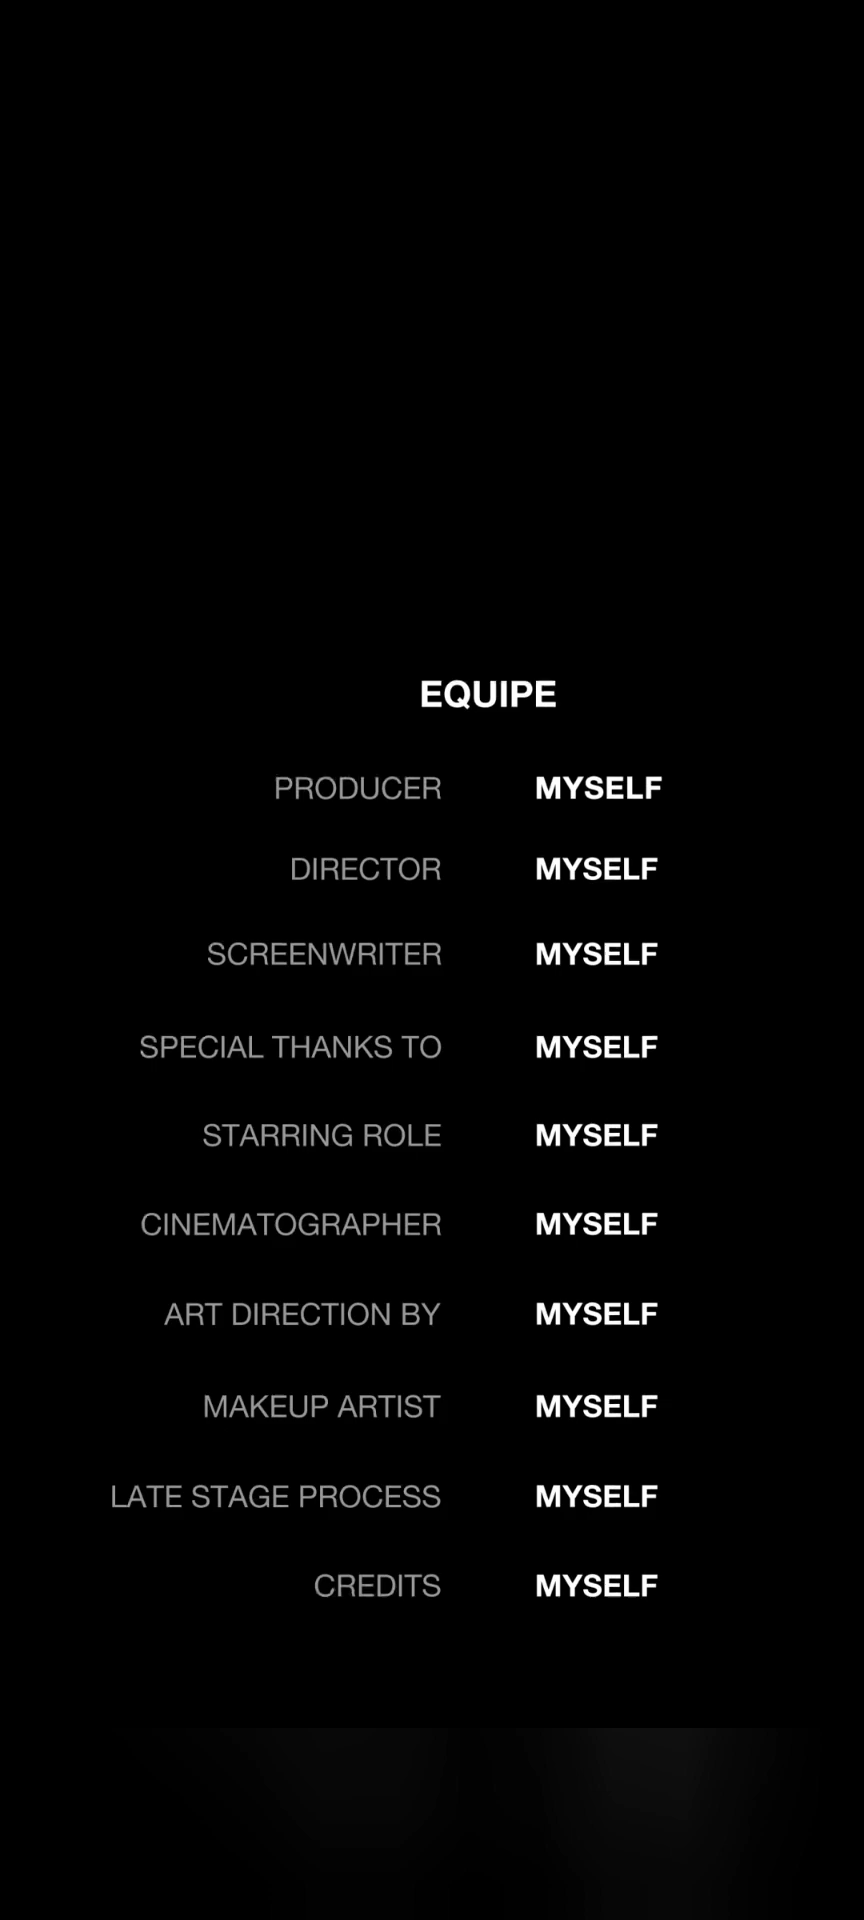 EQUIPE
PRODUCER MYSELF
DIRECTOR MYSELF
SCREENWRITER MYSELF
SPECIAL THANKS TO MYSELF
STARRING ROLE MYSELF
CINEMATOGRAPHER MYSELF
ART DIRECTION BY MYSELF
MAKEUP ARTIST MYSELF
LATE STAGE PROCESS MYSELF
CREDITS MYSELF